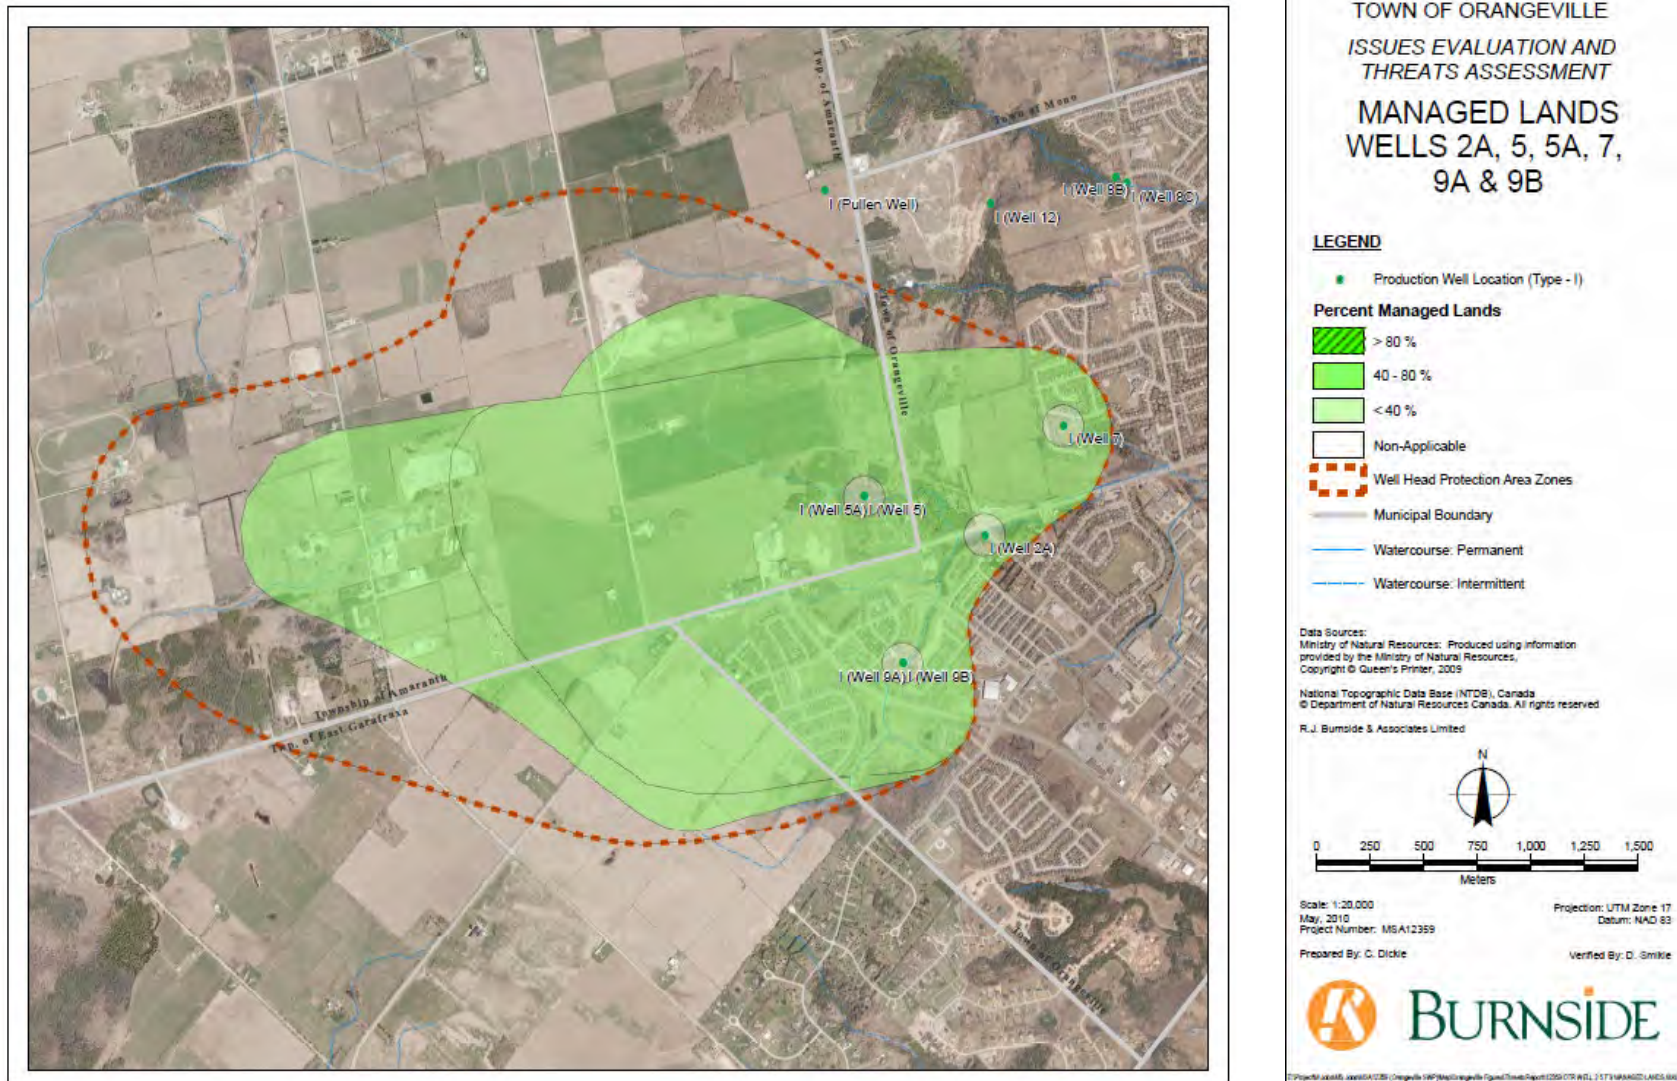 Twp. of Amaranth
Town of Mono
I (Pullen Well)
I (Well 12)
I (Well 8B)
I (Well 8C)
Town of Orangeville
I (Well 7)
I (Well 5A) I (Well 5)
I (Well 2A)
I (Well 9A) I (Well 9B)
Township of Amaranth
Twp. of East Garafraxa
Town of Orangeville
TOWN OF ORANGEVILLE
ISSUES EVALUATION AND
THREATS ASSESSMENT
MANAGED LANDS
WELLS 2A, 5, 5A, 7,
9A & 9B
LEGEND
Production Well Location (Type - I)
Percent Managed Lands
> 80 %
40 - 80 %
< 40 %
Non-Applicable
Well Head Protection Area Zones
Municipal Boundary
Watercourse: Permanent
Watercourse: Intermittent
Data Sources:
Ministry of Natural Resources: Produced using information
provided by the Ministry of Natural Resources,
Copyright © Queen's Printer, 2009
National Topographic Data Base (NTDB), Canada
© Department of Natural Resources Canada. All rights reserved
R.J. Burnside & Associates Limited
N
0 250 500 750 1,000 1,250 1,500
Meters
Scale: 1:20,000
Projection: UTM Zone 17
May, 2010
Datum: NAD 83
Project Number: MSA12359
Prepared By: C. Dickie
Verified By: D. Smikle
BURNSIDE